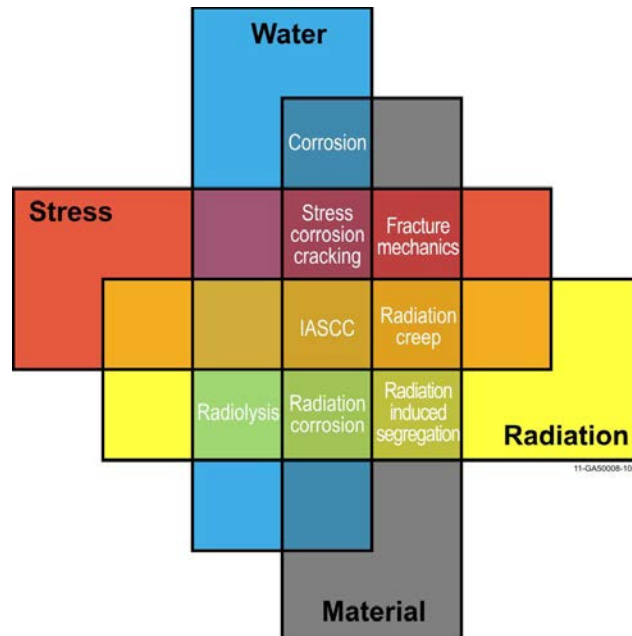 Water
Corrosion
Stress
Stress
corrosion
cracking
Fracture
mechanics
IASCC
Radiation
creep
Radiolysis
Radiation
corrosion
Radiation
induced
segregation
Radiation
11-GA50008-10
Material